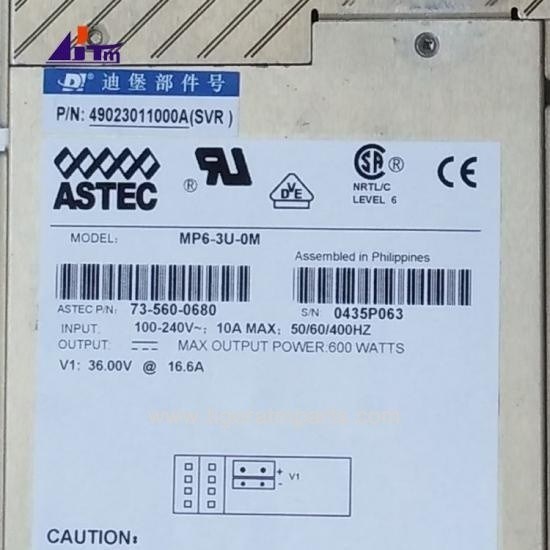 迪堡部件号
P/N: 49023011000A(SVR)
ASTEC ®
NRTL/C
LEVEL 6
MODEL: MP6-3U-0M
Assembled in Philippines
ASTEC P/N: 73-560-0680
S/N 0435P063
INPUT: 100-240V~; 10A MAX; 50/60/400HZ
OUTPUT: MAX OUTPUT POWER:600 WATTS
V1: 36.00V @ 16.6A
+
V1
-
CAUTION: